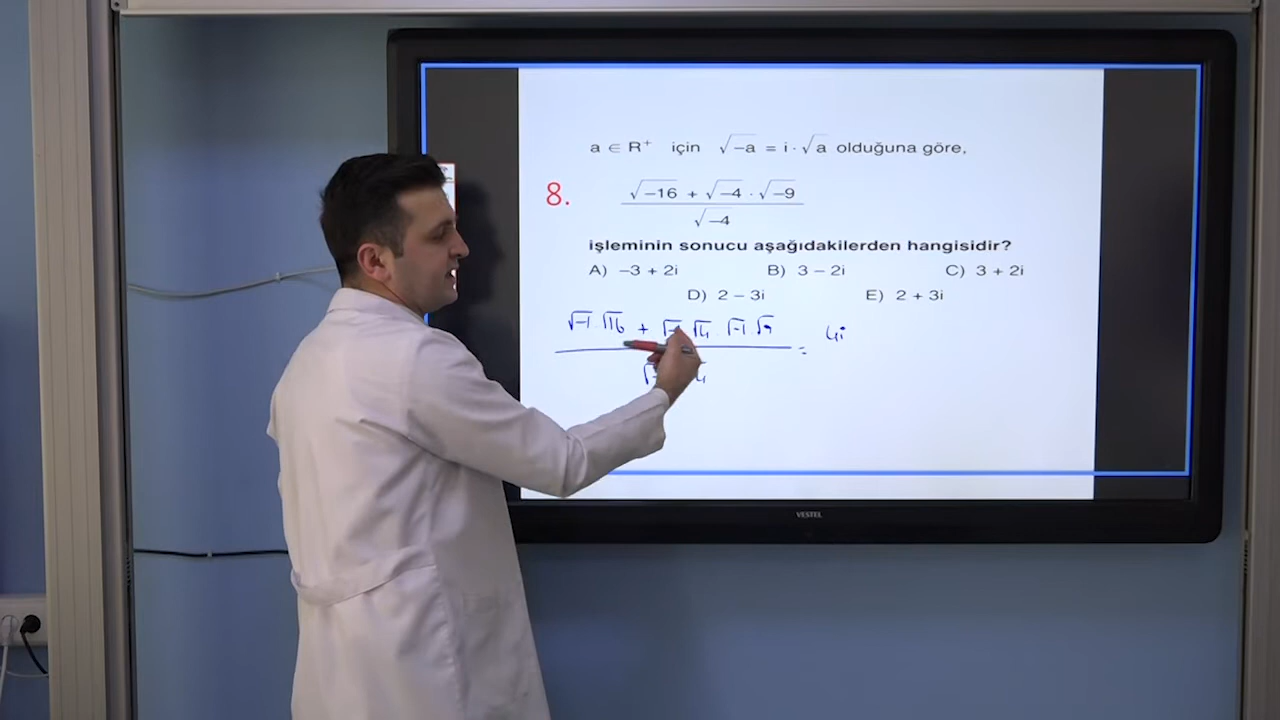 a ∈ R⁺ için √−a = i · √a olduğuna göre,
8.
√−16 + √−4 · √−9
√−4
işleminin sonucu aşağıdakilerden hangisidir?
A) −3 + 2i B) 3 − 2i C) 3 + 2i
D) 2 − 3i E) 2 + 3i
√-1 · √16 + √4 · √-1 √9 = 4i
VESTEL